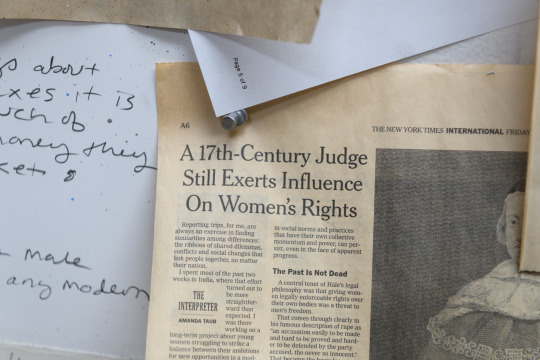 about
it is
of
money they
male
any modern
Page 5 of 6
A6
THE NEW YORK TIMES INTERNATIONAL FRIDAY
A 17th-Century Judge
Still Exerts Influence
On Women's Rights
Reporting trips, for me, are
always an exercise in finding
similarities among differences:
the ribbons of shared dilemmas,
conflicts and social changes that
link people together, no matter
their nation.
I spent most of the past two
weeks in India, where that effort
turned out to
be more
straightfor-
ward than
expected. I
was there
working on a
THE
INTERPRETER
AMANDA TAUB
long-term project about young
women struggling to strike a
balance between their ambitions
for new opportunities
in social norms and practices
that have their own collective
momentum and power, can per-
sist, even in the face of apparent
progress.
The Past Is Not Dead
A central tenet of Hale's legal
philosophy was that giving wom-
en legally enforceable rights over
their own bodies was a threat to
men's freedom.
That comes through clearly in
his famous description of rape as
"an accusation easily to be made
and hard to be proved and hard-
er to be defended by the party
accused, tho never so innocent."